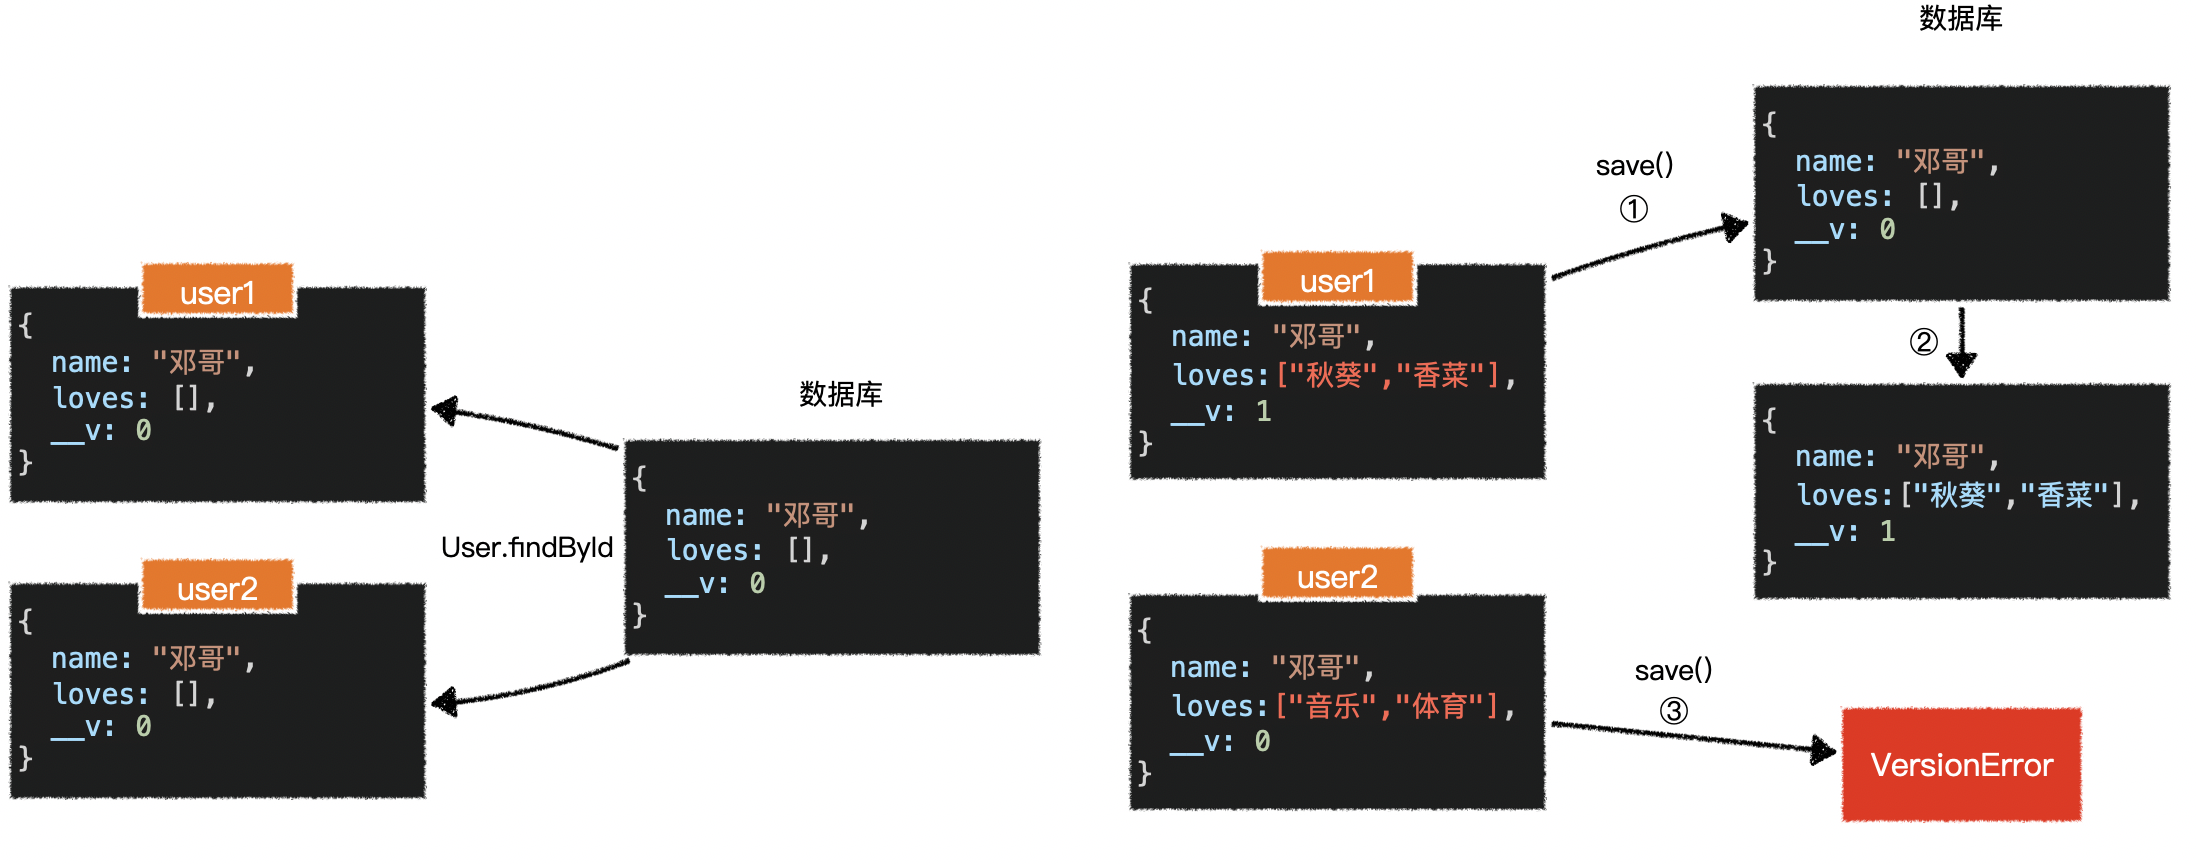 user1
{
name: "邓哥",
loves: [],
__v: 0
}
user2
{
name: "邓哥",
loves: [],
__v: 0
}
User.findById
数据库
{
name: "邓哥",
loves: [],
__v: 0
}
user1
{
name: "邓哥",
loves:["秋葵","香菜"],
__v: 1
}
save()
①
数据库
{
name: "邓哥",
loves: [],
__v: 0
}
②
{
name: "邓哥",
loves:["秋葵","香菜"],
__v: 1
}
user2
{
name: "邓哥",
loves:["音乐","体育"],
__v: 0
}
save()
③
VersionError